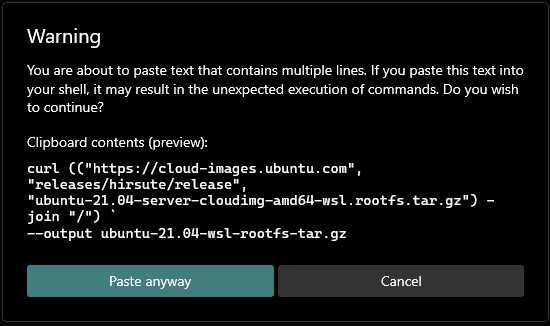 Warning
You are about to paste text that contains multiple lines. If you paste this text into
your shell, it may result in the unexpected execution of commands. Do you wish
to continue?
Clipboard contents (preview):
curl (("https://cloud-images.ubuntu.com",
"releases/hirsute/release",
"ubuntu-21.04-server-cloudimg-amd64-wsl.rootfs.tar.gz") -
join "/") `
--output ubuntu-21.04-wsl-rootfs-tar.gz
Paste anyway
Cancel